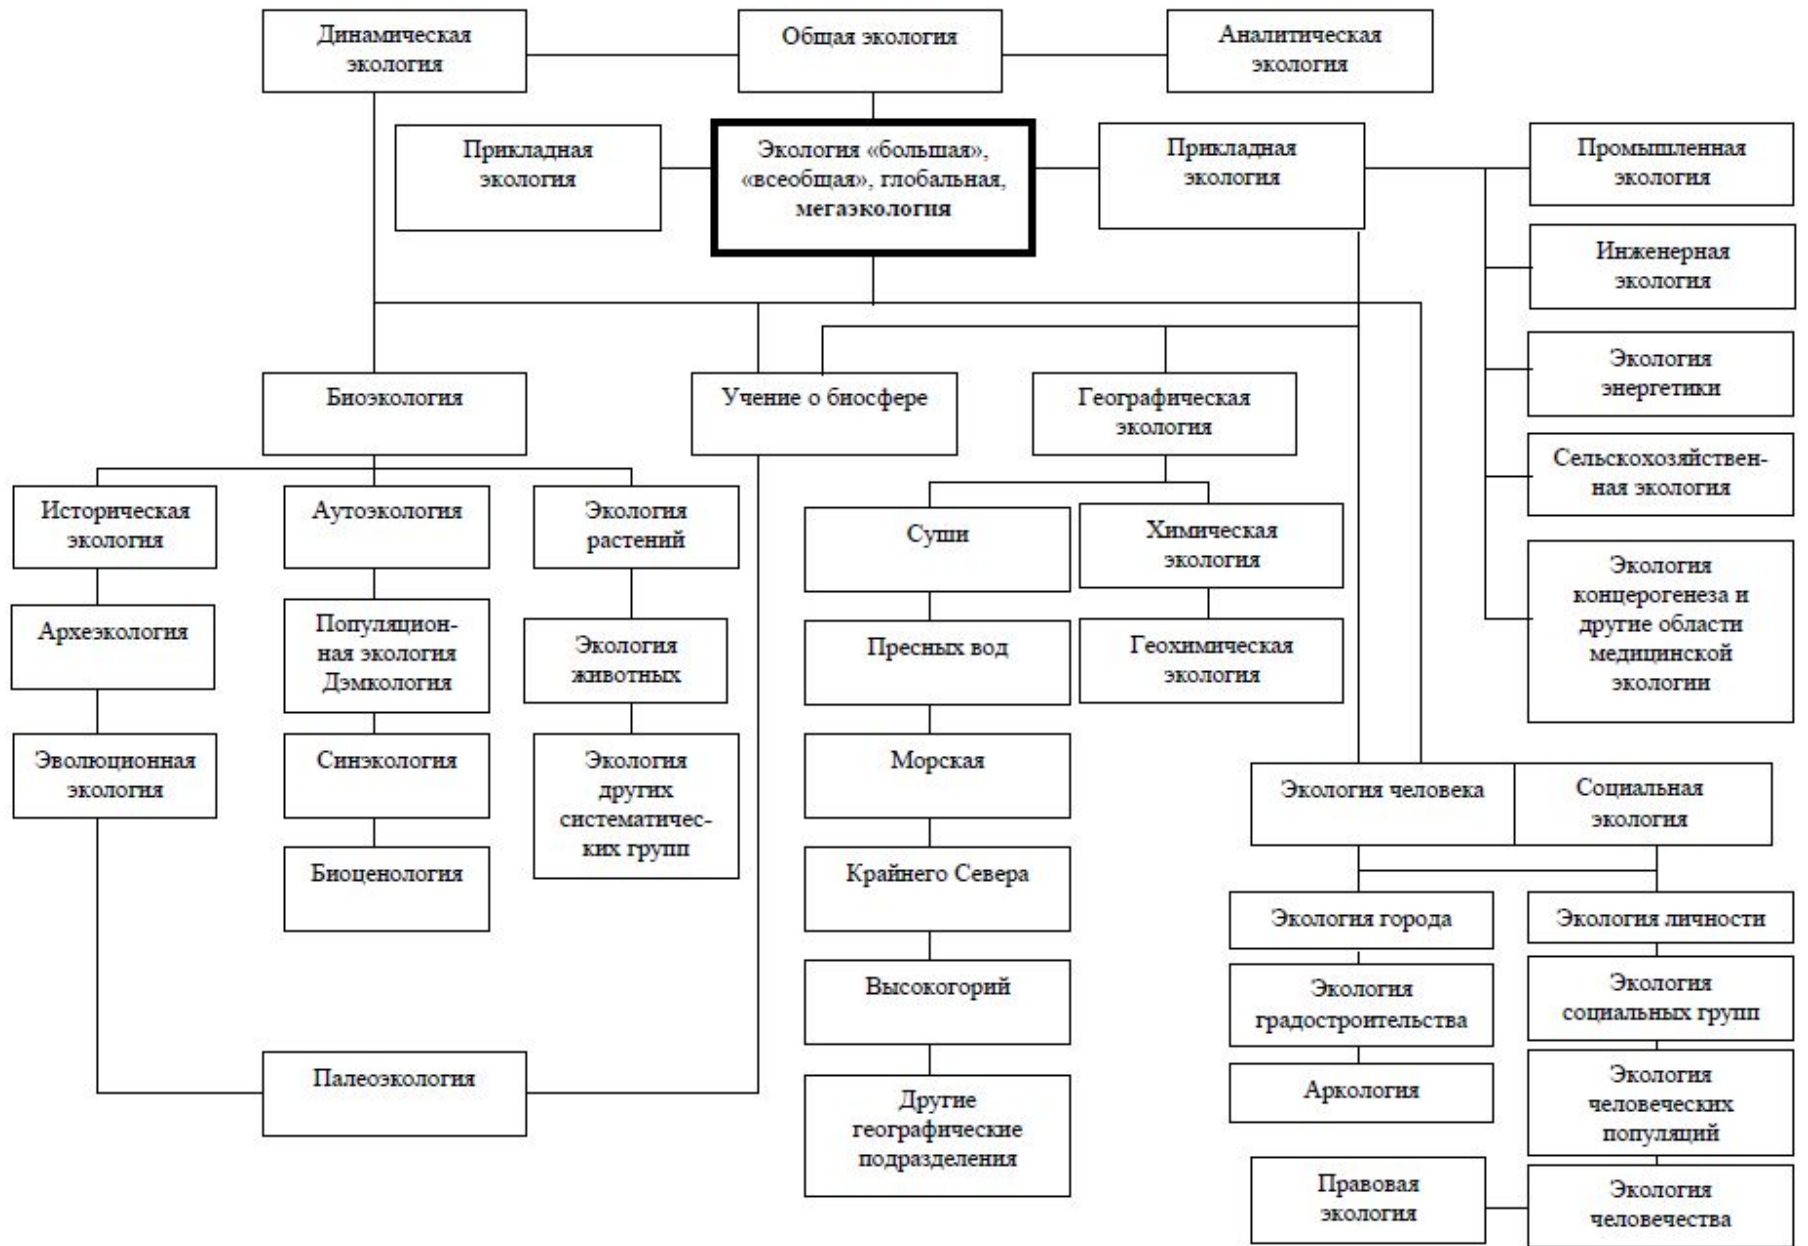 Динамическая
экология
Общая экология
Аналитическая
экология
Прикладная
экология
Экология «большая»,
«всеобщая», глобальная,
мегаэкология
Прикладная
экология
Промышленная
экология
Инженерная
экология
Экология
энергетики
Сельскохозяйствен-
ная экология
Экология
концерогенеза и
другие области
медицинской
экологии
Биоэкология
Учение о биосфере
Географическая
экология
Историческая
экология
Археэкология
Эволюционная
экология
Аутоэкология
Популяцион-
ная экология
Дэмкология
Синэкология
Биоценология
Экология
растений
Экология
животных
Экология
других
систематичес-
ких групп
Палеоэкология
Суши
Пресных вод
Морская
Крайнего Севера
Высокогорий
Другие
географические
подразделения
Химическая
экология
Геохимическая
экология
Экология человека
Социальная
экология
Экология города
Экология
градостроительства
Аркология
Экология личности
Экология
социальных групп
Экология
человеческих
популяций
Правовая
экология
Экология
человечества